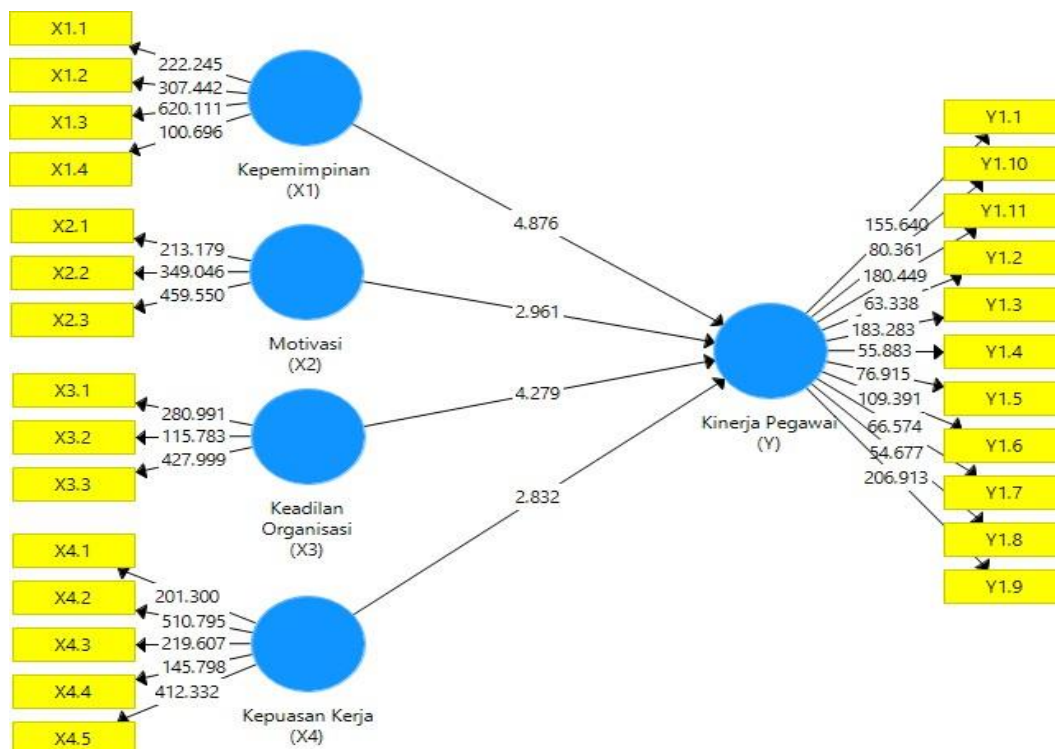 X1.1
X1.2
X1.3
X1.4
222.245
307.442
620.111
100.696
Kepemimpinan
(X1)
X2.1
X2.2
X2.3
213.179
349.046
459.550
Motivasi
(X2)
X3.1
X3.2
X3.3
280.991
115.783
427.999
Keadilan
Organisasi
(X3)
X4.1
X4.2
X4.3
X4.4
X4.5
201.300
510.795
219.607
145.798
412.332
Kepuasan Kerja
(X4)
4.876
2.961
4.279
2.832
Kinerja Pegawai
(Y)
155.640
80.361
180.449
63.338
183.283
55.883
76.915
109.391
66.574
54.677
206.913
Y1.1
Y1.10
Y1.11
Y1.2
Y1.3
Y1.4
Y1.5
Y1.6
Y1.7
Y1.8
Y1.9